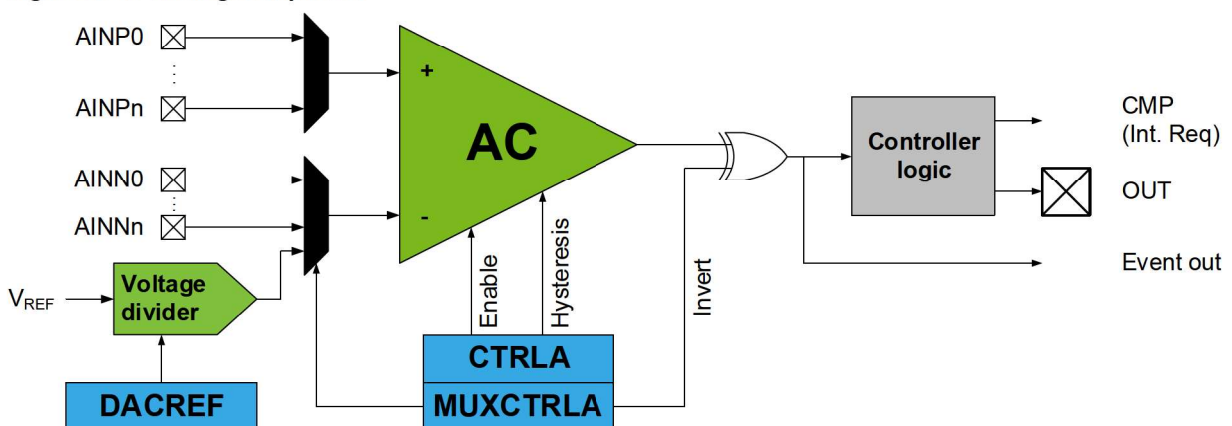 AINP0
AINPn
AINN0
AINNn
VREF
Voltage
divider
DACREF
+
AC
-
Enable
Hysteresis
Invert
CTRLA
MUXCTRLA
Controller
logic
CMP
(Int. Req)
OUT
Event out